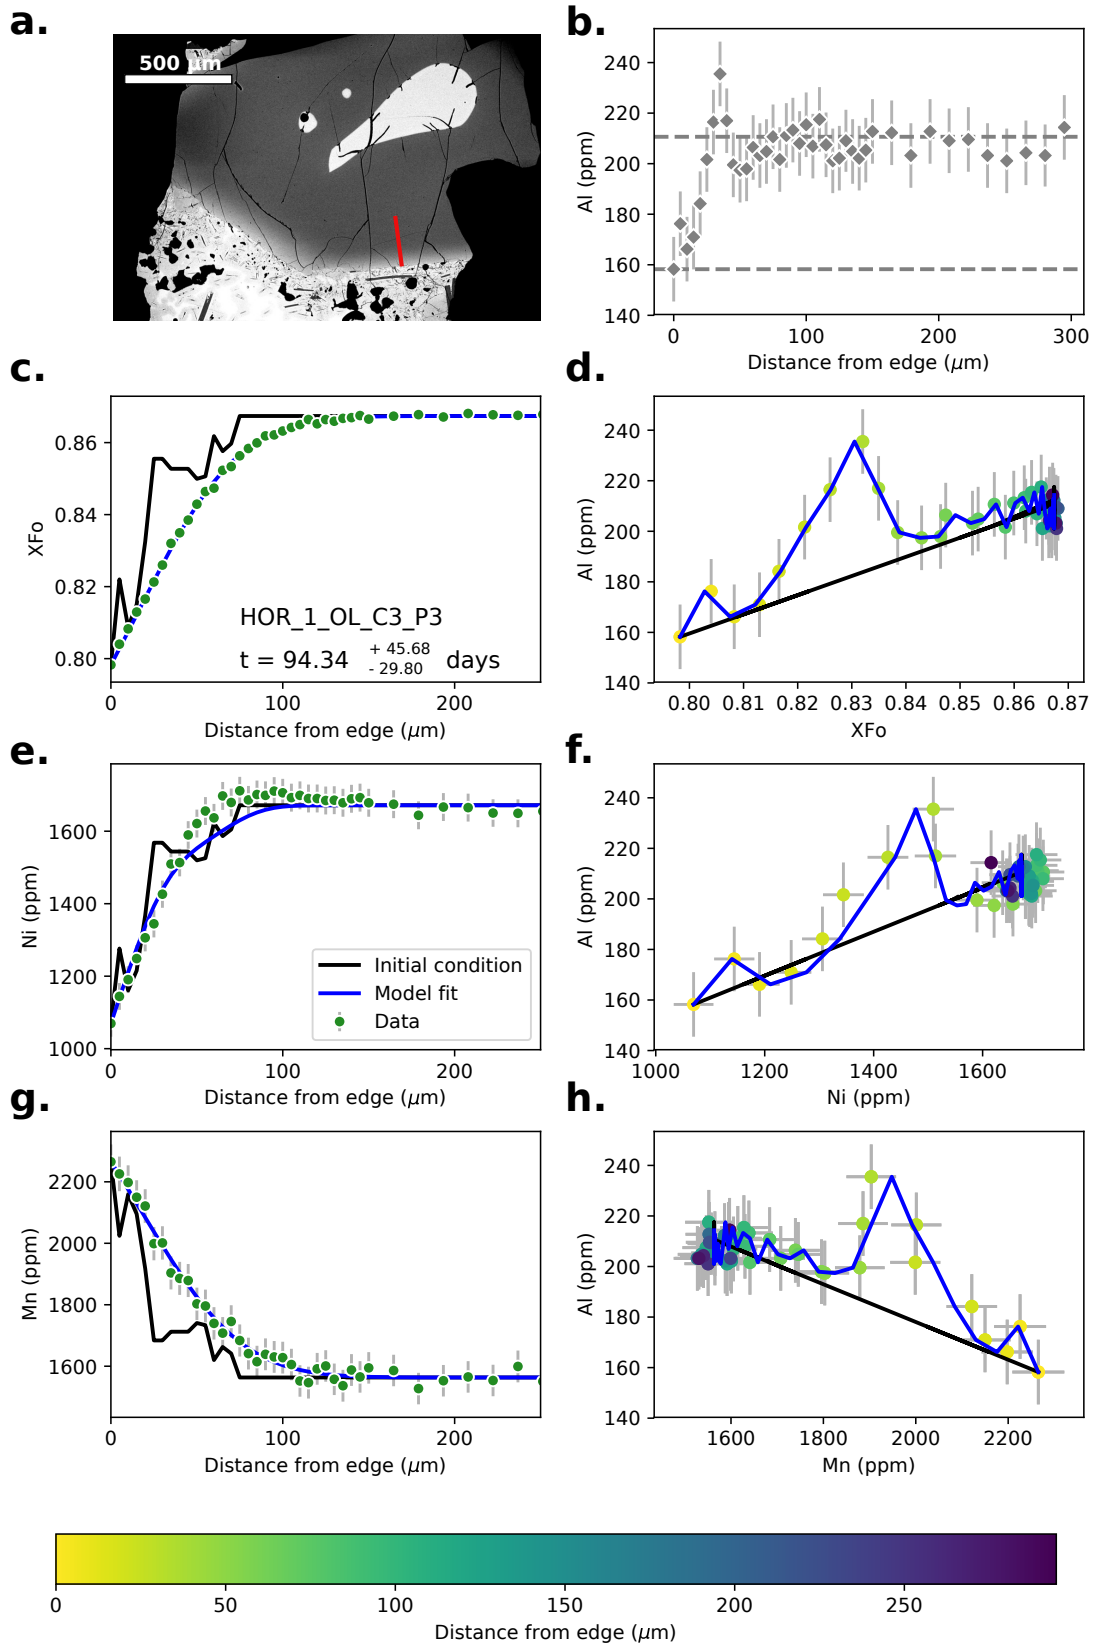 a.
500 μm
b.
240
220
200
180
160
140
Al (ppm)
0
100
200
300
Distance from edge (μm)
c.
0.86
0.84
0.82
0.80
XFo
HOR_1_OL_C3_P3
t = 94.34 + 45.68 - 29.80 days
0
100
200
Distance from edge (μm)
d.
240
220
200
180
160
140
Al (ppm)
0.80
0.81
0.82
0.83
0.84
0.85
0.86
0.87
XFo
e.
1600
1400
1200
1000
Ni (ppm)
Initial condition
Model fit
Data
0
100
200
Distance from edge (μm)
f.
240
220
200
180
160
140
Al (ppm)
1000
1200
1400
1600
Ni (ppm)
g.
2200
2000
1800
1600
Mn (ppm)
0
100
200
Distance from edge (μm)
h.
240
220
200
180
160
140
Al (ppm)
1600
1800
2000
2200
Mn (ppm)
0
50
100
150
200
250
Distance from edge (μm)